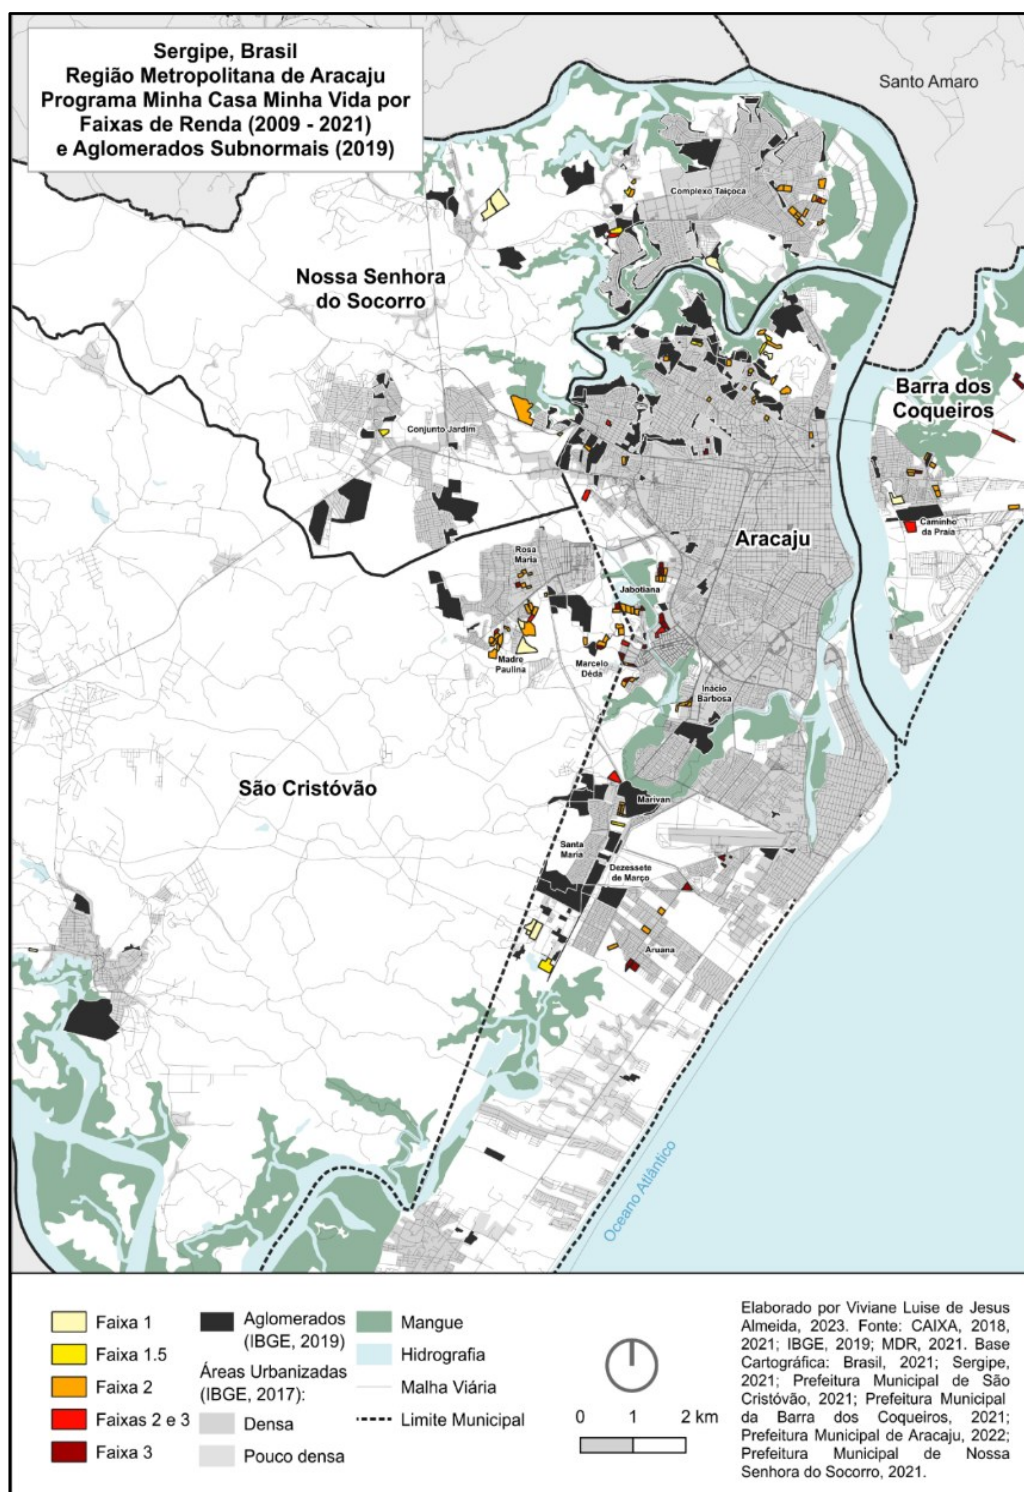 Sergipe, Brasil
Região Metropolitana de Aracaju
Programa Minha Casa Minha Vida por
Faixas de Renda (2009 - 2021)
e Aglomerados Subnormais (2019)
Santo Amaro
Complexo Taiçoca
Nossa Senhora
do Socorro
Barra dos
Coqueiros
Conjunto Jardim
Caminho
da Praia
Aracaju
Rosa
Maria
Jabotiana
Madre
Paulina
Marcelo
Déda
Inácio
Barbosa
São Cristóvão
Marivan
Santa
Maria
Dezessete
de Março
Aruana
Oceano Atlântico
Faixa 1
Faixa 1.5
Faixa 2
Faixas 2 e 3
Faixa 3
Aglomerados
(IBGE, 2019)
Áreas Urbanizadas
(IBGE, 2017):
Densa
Pouco densa
Mangue
Hidrografia
Malha Viária
Limite Municipal
0 1 2 km
Elaborado por Viviane Luise de Jesus
Almeida, 2023. Fonte: CAIXA, 2018,
2021; IBGE, 2019; MDR, 2021. Base
Cartográfica: Brasil, 2021; Sergipe,
2021; Prefeitura Municipal de São
Cristóvão, 2021; Prefeitura Municipal
da Barra dos Coqueiros, 2021;
Prefeitura Municipal de Aracaju, 2022;
Prefeitura Municipal de Nossa
Senhora do Socorro, 2021.